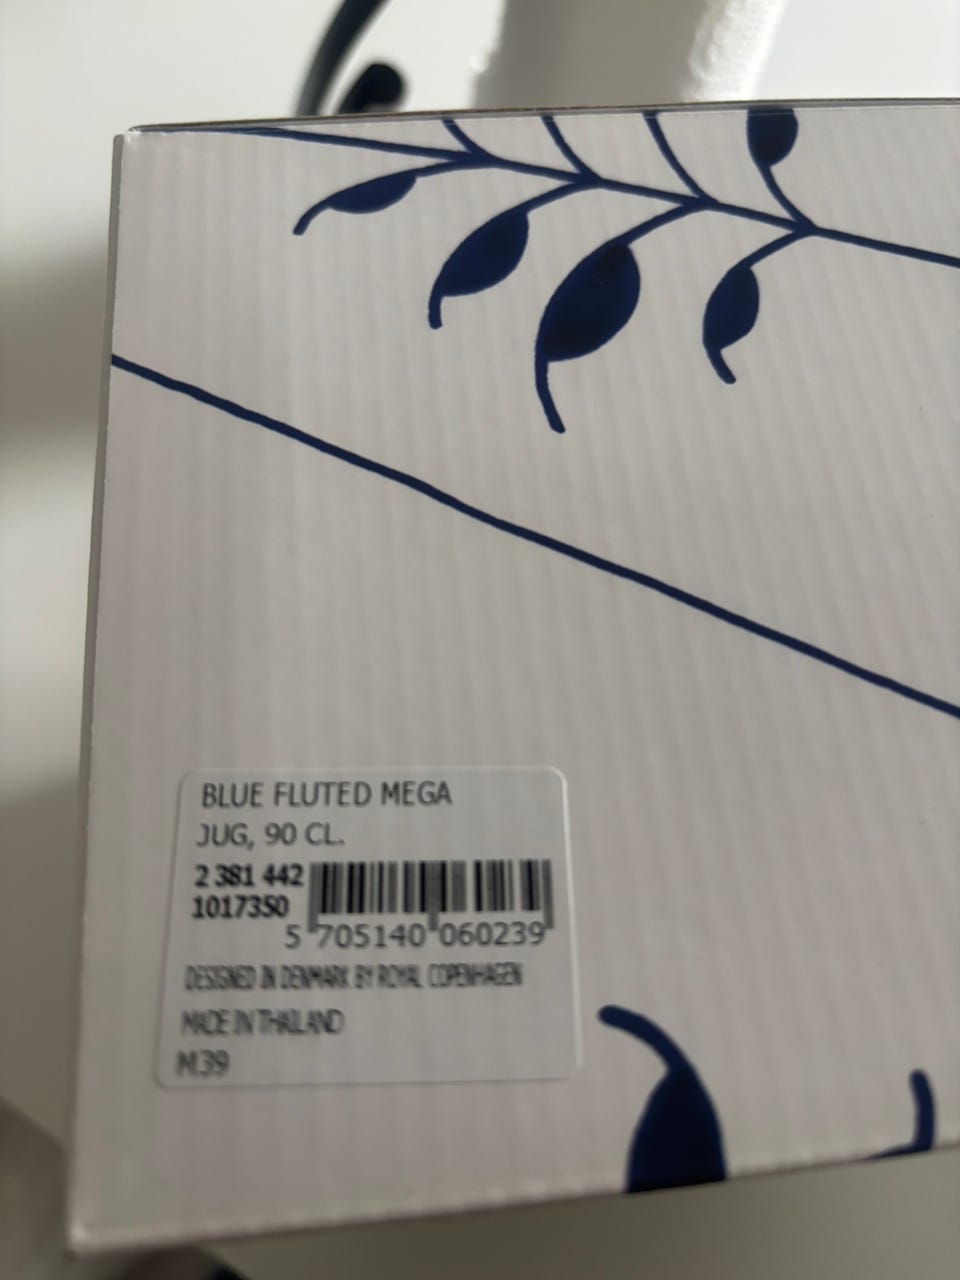 BLUE FLUTED MEGA
JUG, 90 CL.
2 381 442
1017350
5 705140 060239
DESIGNED IN DENMARK BY ROYAL COPENHAGEN
MADE IN THAILAND
M39